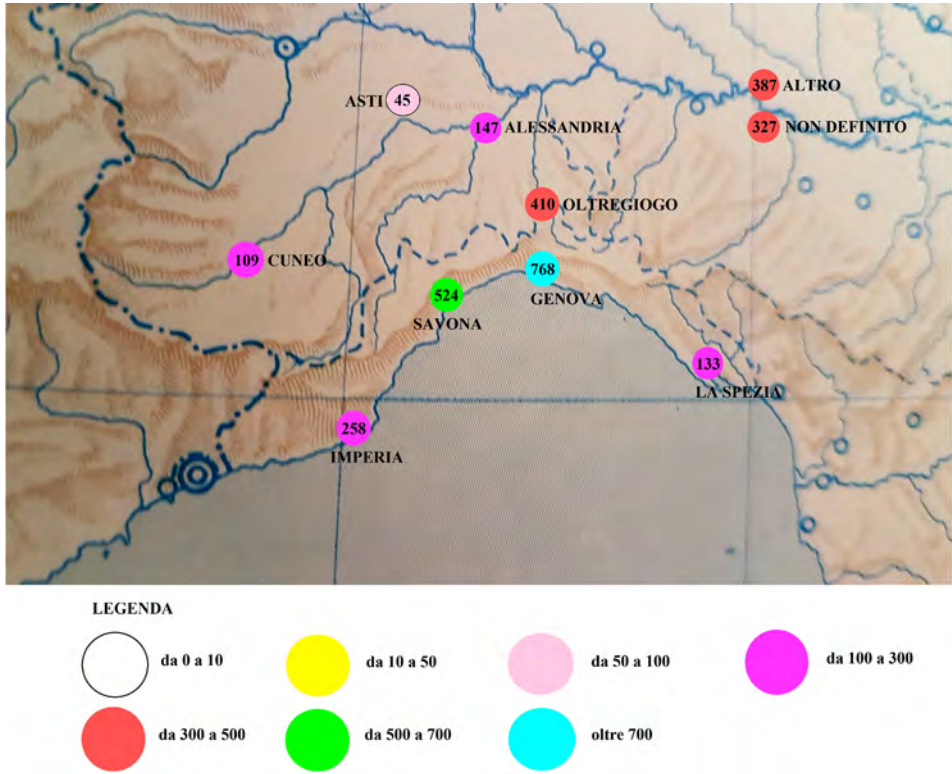 387 ALTRO
ASTI 45
147 ALESSANDRIA
327 NON DEFINITO
410 OLTREGIOGO
109 CUNEO
768
GENOVA
524
SAVONA
133
LA SPEZIA
258
IMPERIA
LEGENDA
da 0 a 10
da 10 a 50
da 50 a 100
da 100 a 300
da 300 a 500
da 500 a 700
oltre 700